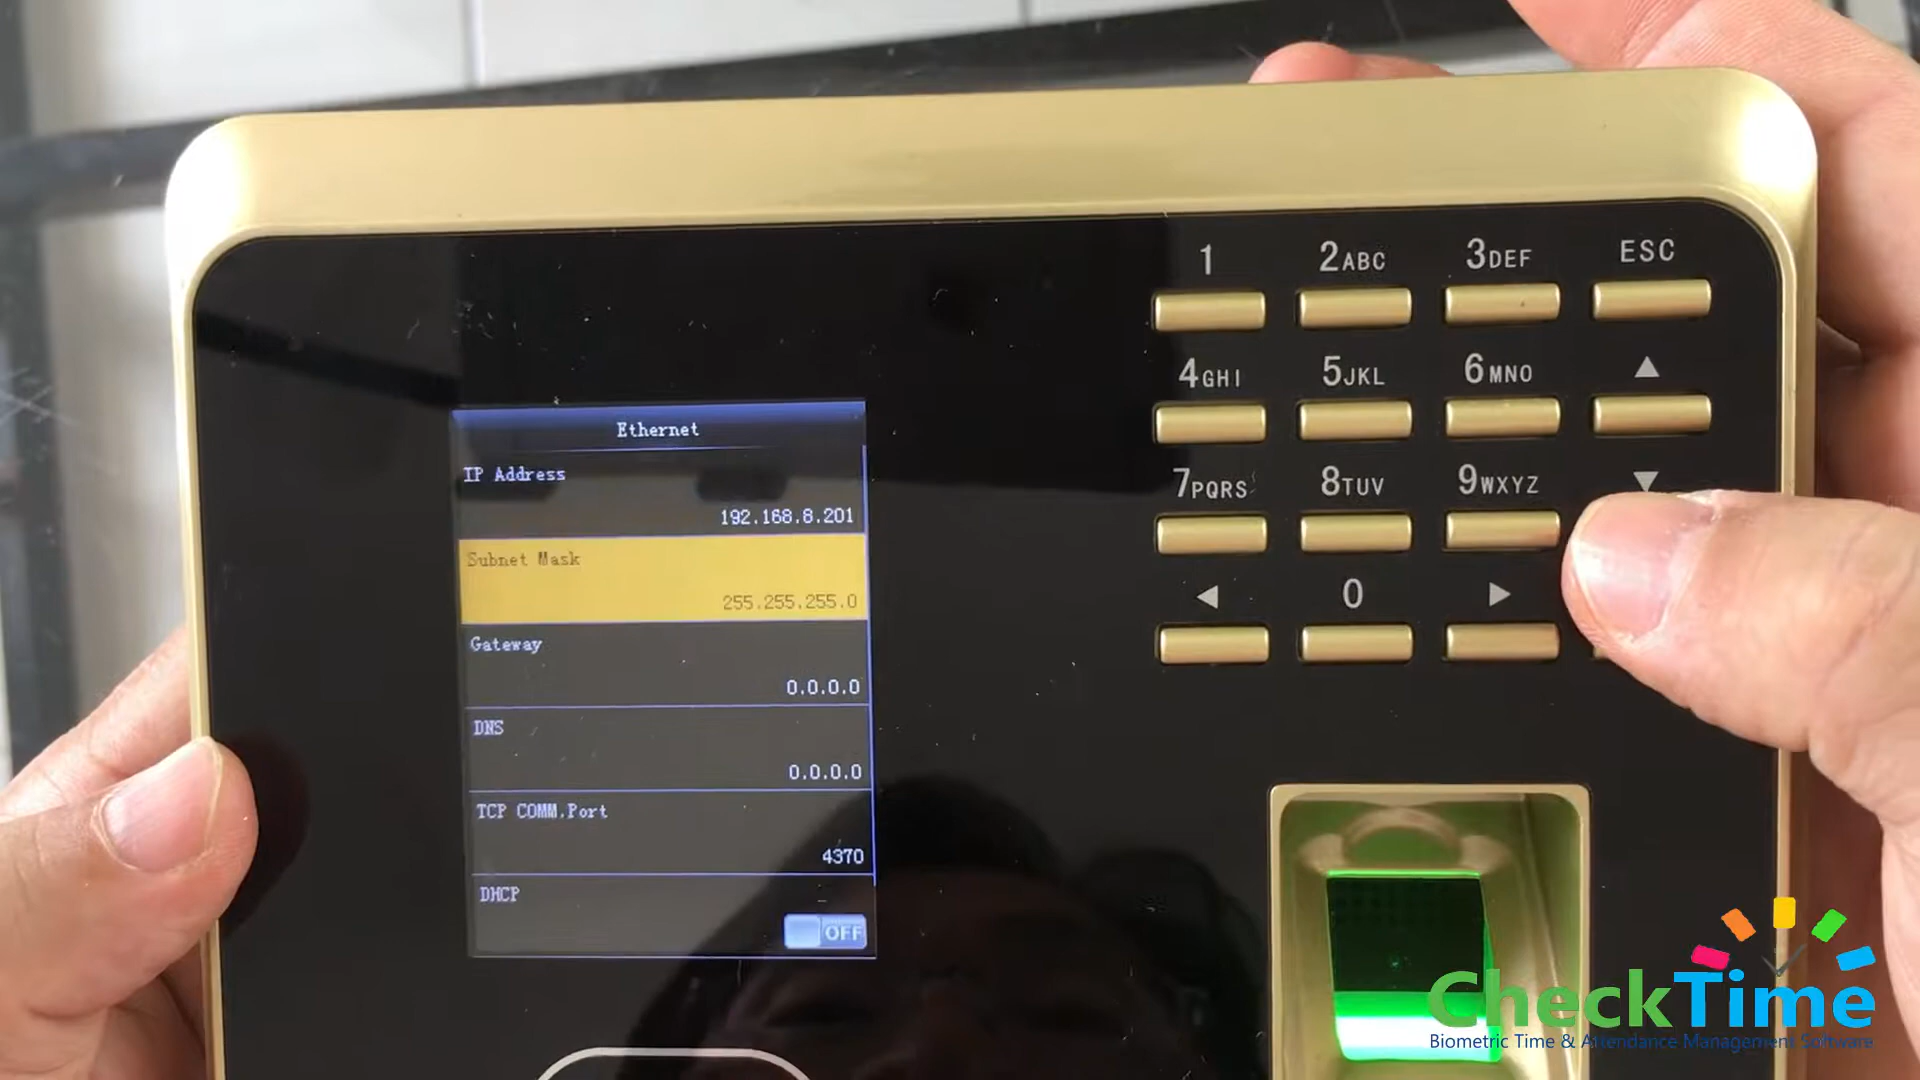 Ethernet
IP Address
192.168.8.201
Subnet Mask
255.255.255.0
Gateway
0.0.0.0
DNS
0.0.0.0
TCP COMM.Port
4370
DHCP
OFF
1 2ABC 3DEF ESC
4GHI 5JKL 6MNO ▲
7PQRS 8TUV 9WXYZ ▼
◀ 0 ▶
CheckTime
Biometric Time & Attendance Management Software